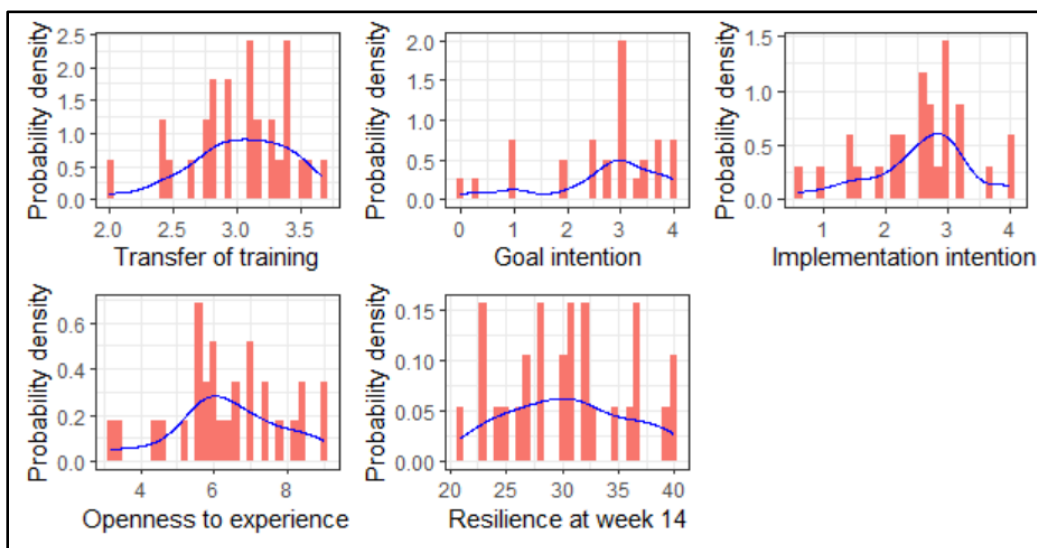 Probability density
2.5
2.0
1.5
1.0
0.5
0.0
2.0 2.5 3.0 3.5
Transfer of training
Probability density
2.0
1.5
1.0
0.5
0.0
0 1 2 3 4
Goal intention
Probability density
1.5
1.0
0.5
0.0
1 2 3 4
Implementation intention
Probability density
0.6
0.4
0.2
0.0
4 6 8
Openness to experience
Probability density
0.15
0.10
0.05
0.00
20 25 30 35 40
Resilience at week 14